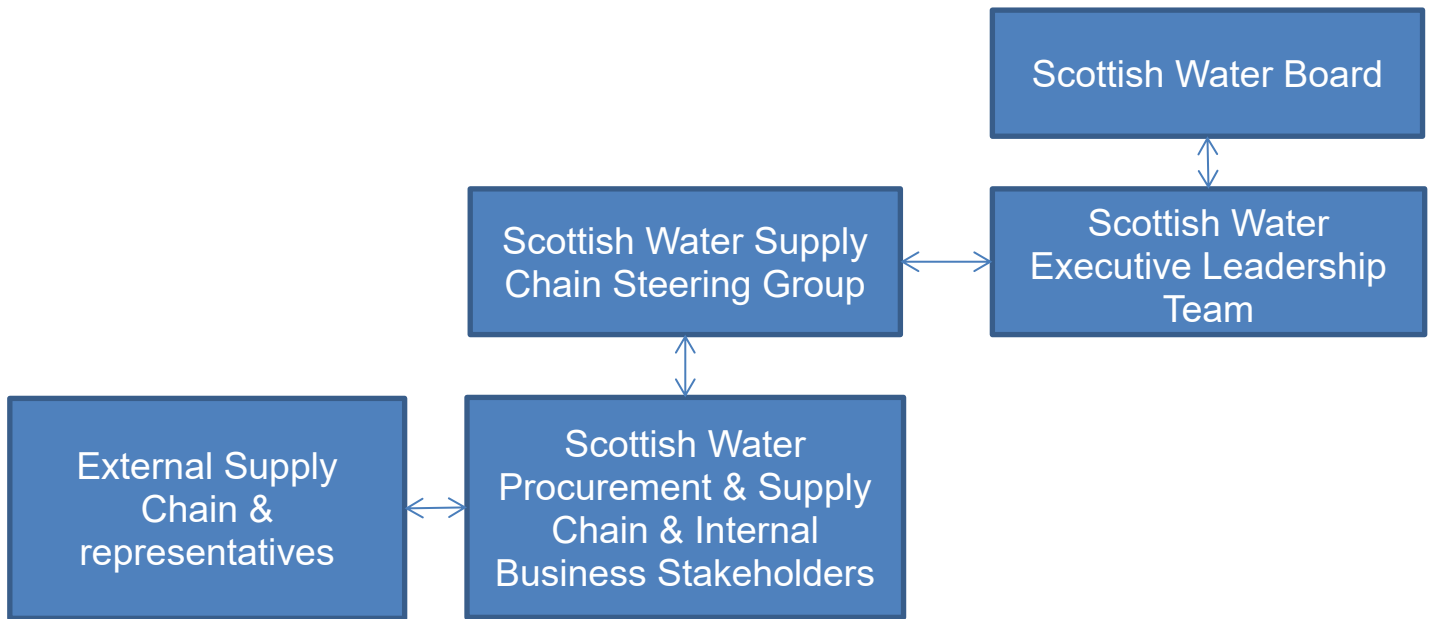 Scottish Water Board
Scottish Water Supply
Chain Steering Group
Scottish Water
Executive Leadership
Team
External Supply
Chain &
representatives
Scottish Water
Procurement & Supply
Chain & Internal
Business Stakeholders